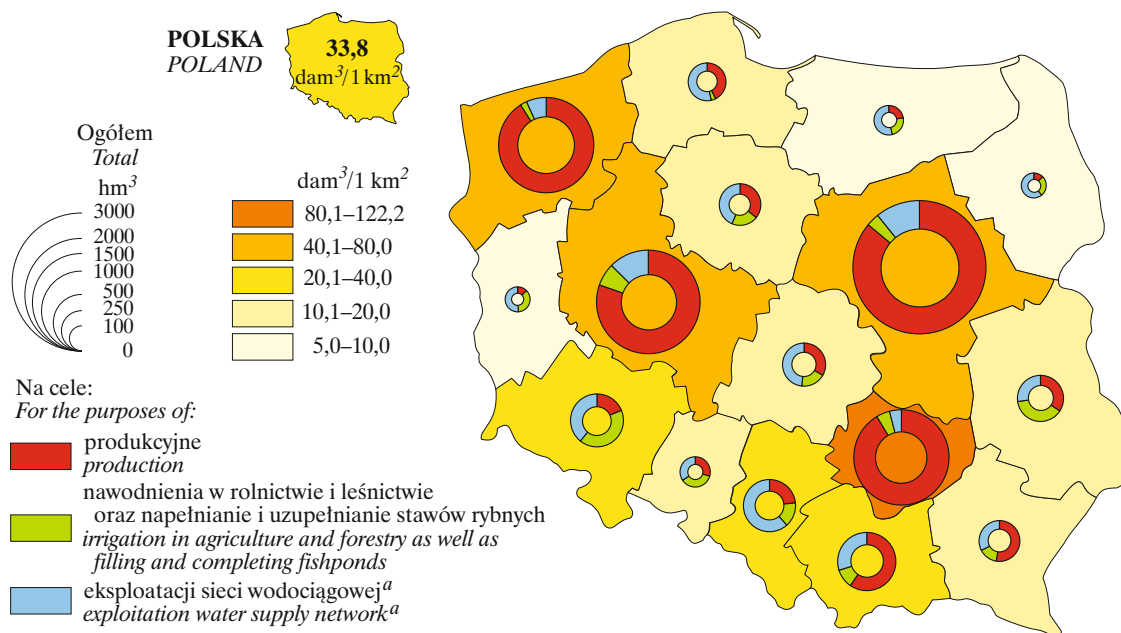 POLSKA
POLAND
33,8
dam³/1 km²
Ogółem
Total
hm³
3000
2000
1500
1000
500
250
100
0
dam³/1 km²
80,1–122,2
40,1–80,0
20,1–40,0
10,1–20,0
5,0–10,0
Na cele:
For the purposes of:
produkcyjne
production
nawodnienia w rolnictwie i leśnictwie
oraz napełnianie i uzupełnianie stawów rybnych
irrigation in agriculture and forestry as well as
filling and completing fishponds
eksploatacji sieci wodociągowejᵃ
exploitation water supply networkᵃ